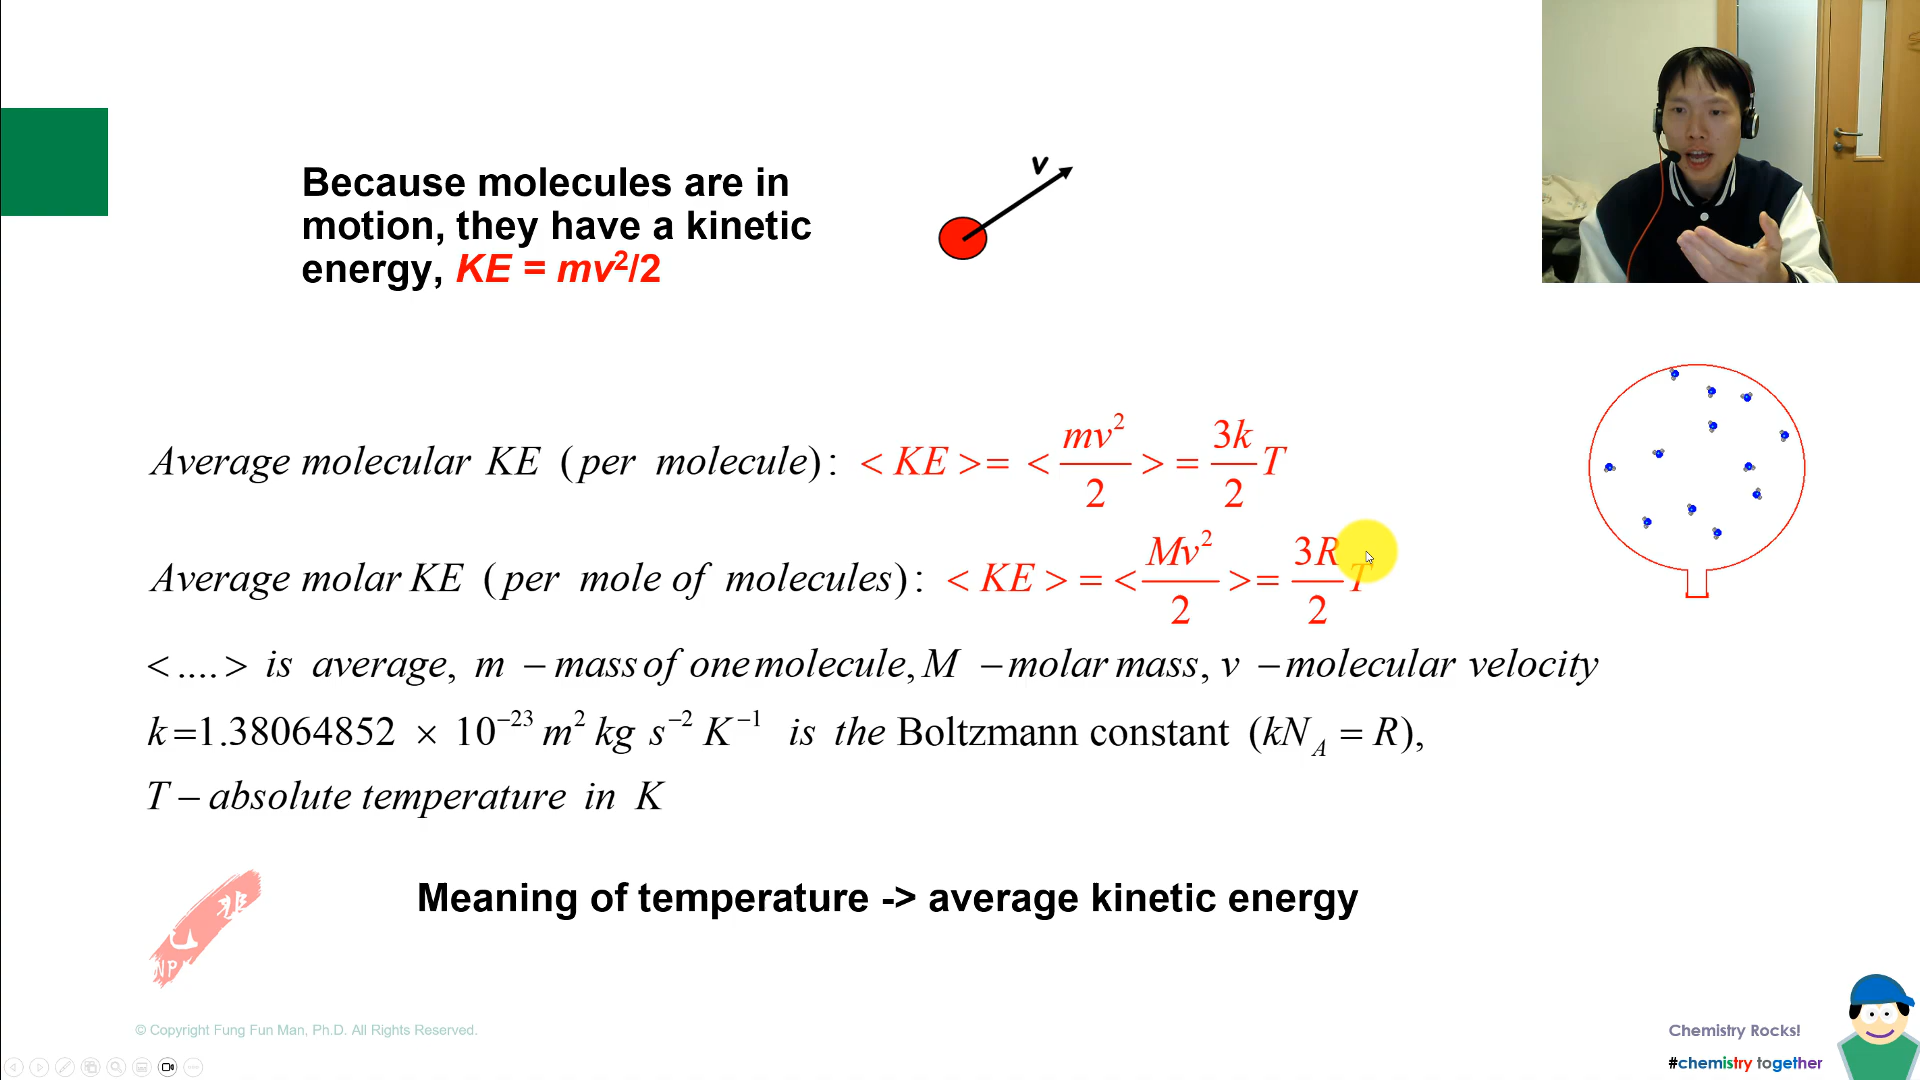 Because molecules are in
motion, they have a kinetic
energy, KE = mv²/2
v
Average molecular KE (per molecule): <KE>=<mv²/2>=3k/2 T
Average molar KE (per mole of molecules): <KE>=<Mv²/2>=3R/2 T
<....> is average, m – mass of one molecule, M – molar mass, v – molecular velocity
k=1.38064852 × 10⁻²³ m² kg s⁻² K⁻¹ is the Boltzmann constant (kN_A = R),
T – absolute temperature in K
Meaning of temperature -> average kinetic energy
© Copyright Fung Fun Man, Ph.D. All Rights Reserved.
Chemistry Rocks!
#chemistry together